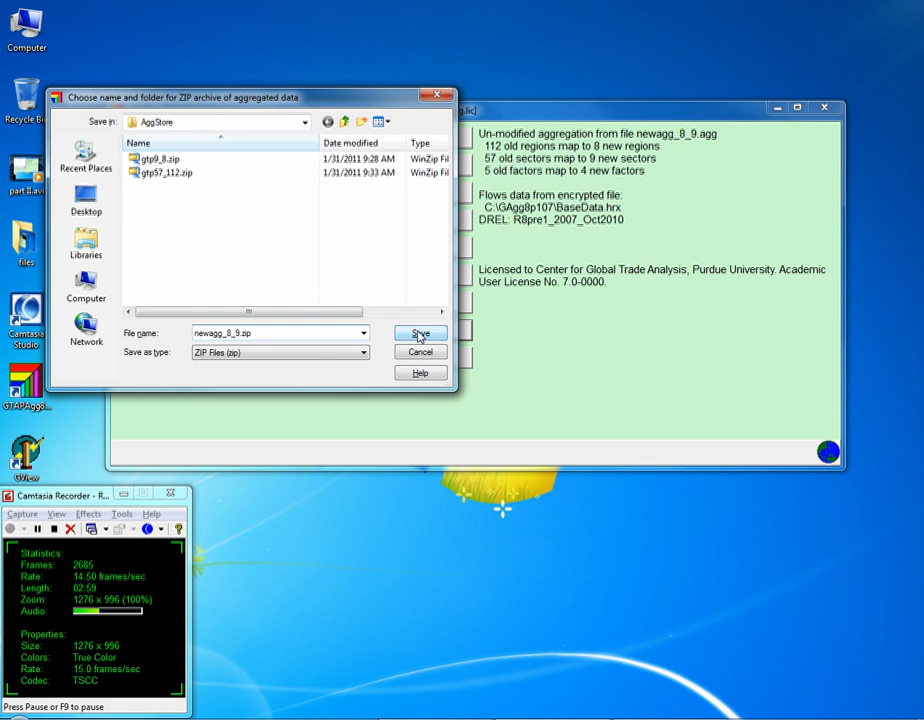 Computer
Recycle Bi
part II.av
files
Camtasia
Studio
GTAPAgg8...
GView
Choose name and folder for ZIP archive of aggregated data
Save in:
AggStore
Name
Date modified
Type
gtp9_8.zip
1/31/2011 9:28 AM
WinZip Fil
gtp57_112.zip
1/31/2011 9:33 AM
WinZip Fil
Recent Places
Desktop
Libraries
Computer
Network
File name:
newagg_8_9.zip
Save
Save as type:
ZIP Files (zip)
Cancel
Help
g.lic]
Un-modified aggregation from file newagg_8_9.agg
112 old regions map to 8 new regions
57 old sectors map to 9 new sectors
5 old factors map to 4 new factors
Flows data from encrypted file:
C:\GAgg8p107\BaseData.hrx
DREL: R8pre1_2007_Oct2010
Licensed to Center for Global Trade Analysis, Purdue University. Academic
User License No. 7.0-0000.
Camtasia Recorder - R...
Capture View Effects Tools Help
Statistics:
Frames: 2685
Rate: 14.50 frames/sec
Length: 02:59
Zoom: 1276 x 996 (100%)
Audio:
Properties:
Size: 1276 x 996
Colors: True Color
Rate: 15.0 frames/sec
Codec: TSCC
Press Pause or F9 to pause